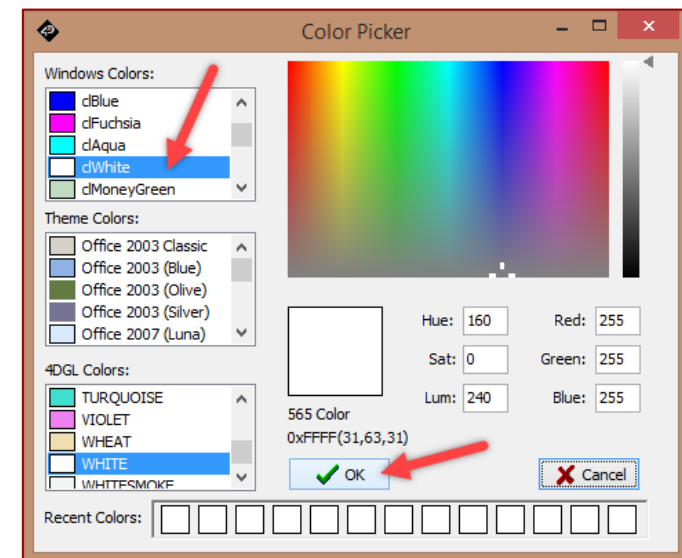 Color Picker
Windows Colors:
clBlue
clFuchsia
clAqua
clWhite
clMoneyGreen
Theme Colors:
Office 2003 Classic
Office 2003 (Blue)
Office 2003 (Olive)
Office 2003 (Silver)
Office 2007 (Luna)
4DGL Colors:
TURQUOISE
VIOLET
WHEAT
WHITE
WHITESMOKE
Hue: 160 Red: 255
Sat: 0 Green: 255
Lum: 240 Blue: 255
565 Color
0xFFFF(31,63,31)
OK Cancel
Recent Colors: